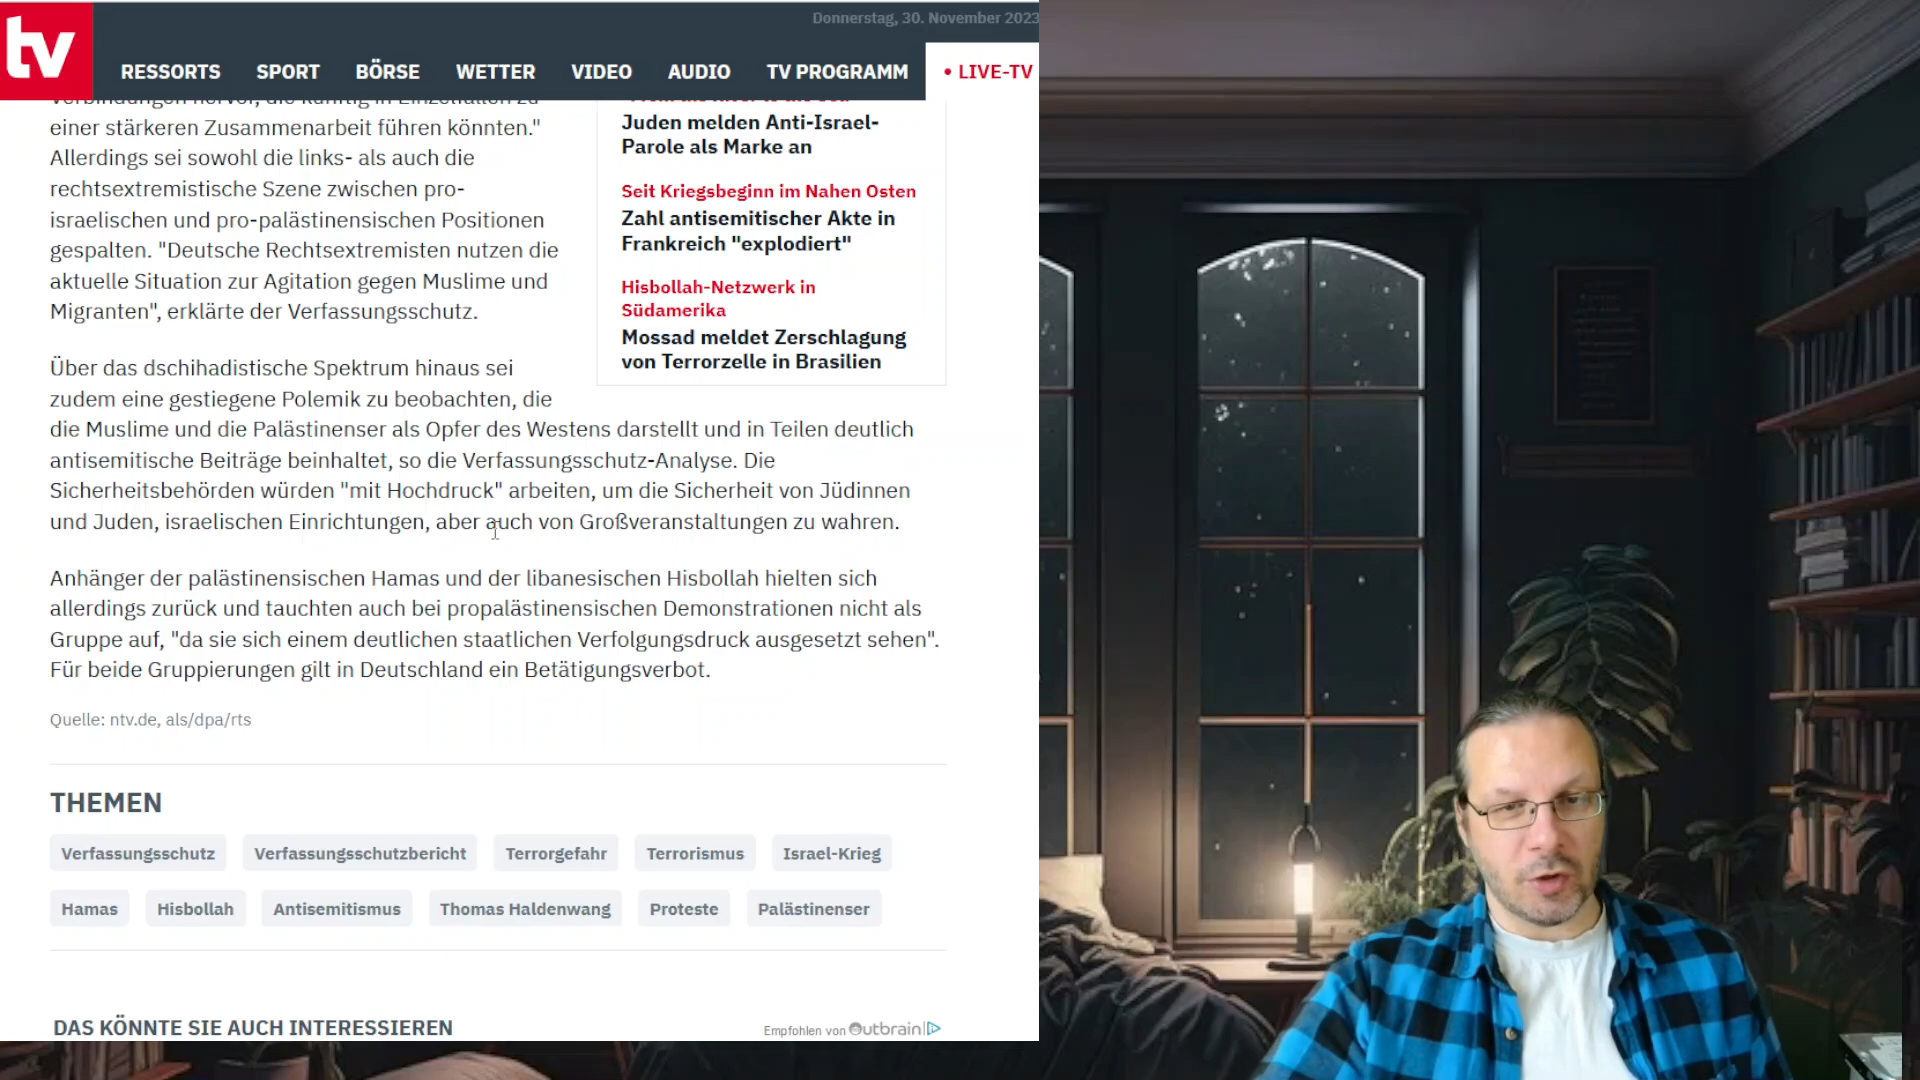 Donnerstag, 30. November 2023
tv
RESSORTS SPORT BÖRSE WETTER VIDEO AUDIO TV PROGRAMM • LIVE-TV
einer stärkeren Zusammenarbeit führen könnten."
Allerdings sei sowohl die links- als auch die
rechtsextremistische Szene zwischen pro-
israelischen und pro-palästinensischen Positionen
gespalten. "Deutsche Rechtsextremisten nutzen die
aktuelle Situation zur Agitation gegen Muslime und
Migranten", erklärte der Verfassungsschutz.
Juden melden Anti-Israel-
Parole als Marke an
Seit Kriegsbeginn im Nahen Osten
Zahl antisemitischer Akte in
Frankreich "explodiert"
Hisbollah-Netzwerk in
Südamerika
Mossad meldet Zerschlagung
von Terrorzelle in Brasilien
Über das dschihadistische Spektrum hinaus sei
zudem eine gestiegene Polemik zu beobachten, die
die Muslime und die Palästinenser als Opfer des Westens darstellt und in Teilen deutlich
antisemitische Beiträge beinhaltet, so die Verfassungsschutz-Analyse. Die
Sicherheitsbehörden würden "mit Hochdruck" arbeiten, um die Sicherheit von Jüdinnen
und Juden, israelischen Einrichtungen, aber auch von Großveranstaltungen zu wahren.
Anhänger der palästinensischen Hamas und der libanesischen Hisbollah hielten sich
allerdings zurück und tauchten auch bei propalästinensischen Demonstrationen nicht als
Gruppe auf, "da sie sich einem deutlichen staatlichen Verfolgungsdruck ausgesetzt sehen".
Für beide Gruppierungen gilt in Deutschland ein Betätigungsverbot.
Quelle: ntv.de, als/dpa/rts
THEMEN
Verfassungsschutz Verfassungsschutzbericht Terrorgefahr Terrorismus Israel-Krieg
Hamas Hisbollah Antisemitismus Thomas Haldenwang Proteste Palästinenser
DAS KÖNNTE SIE AUCH INTERESSIEREN
Empfohlen von Outbrain